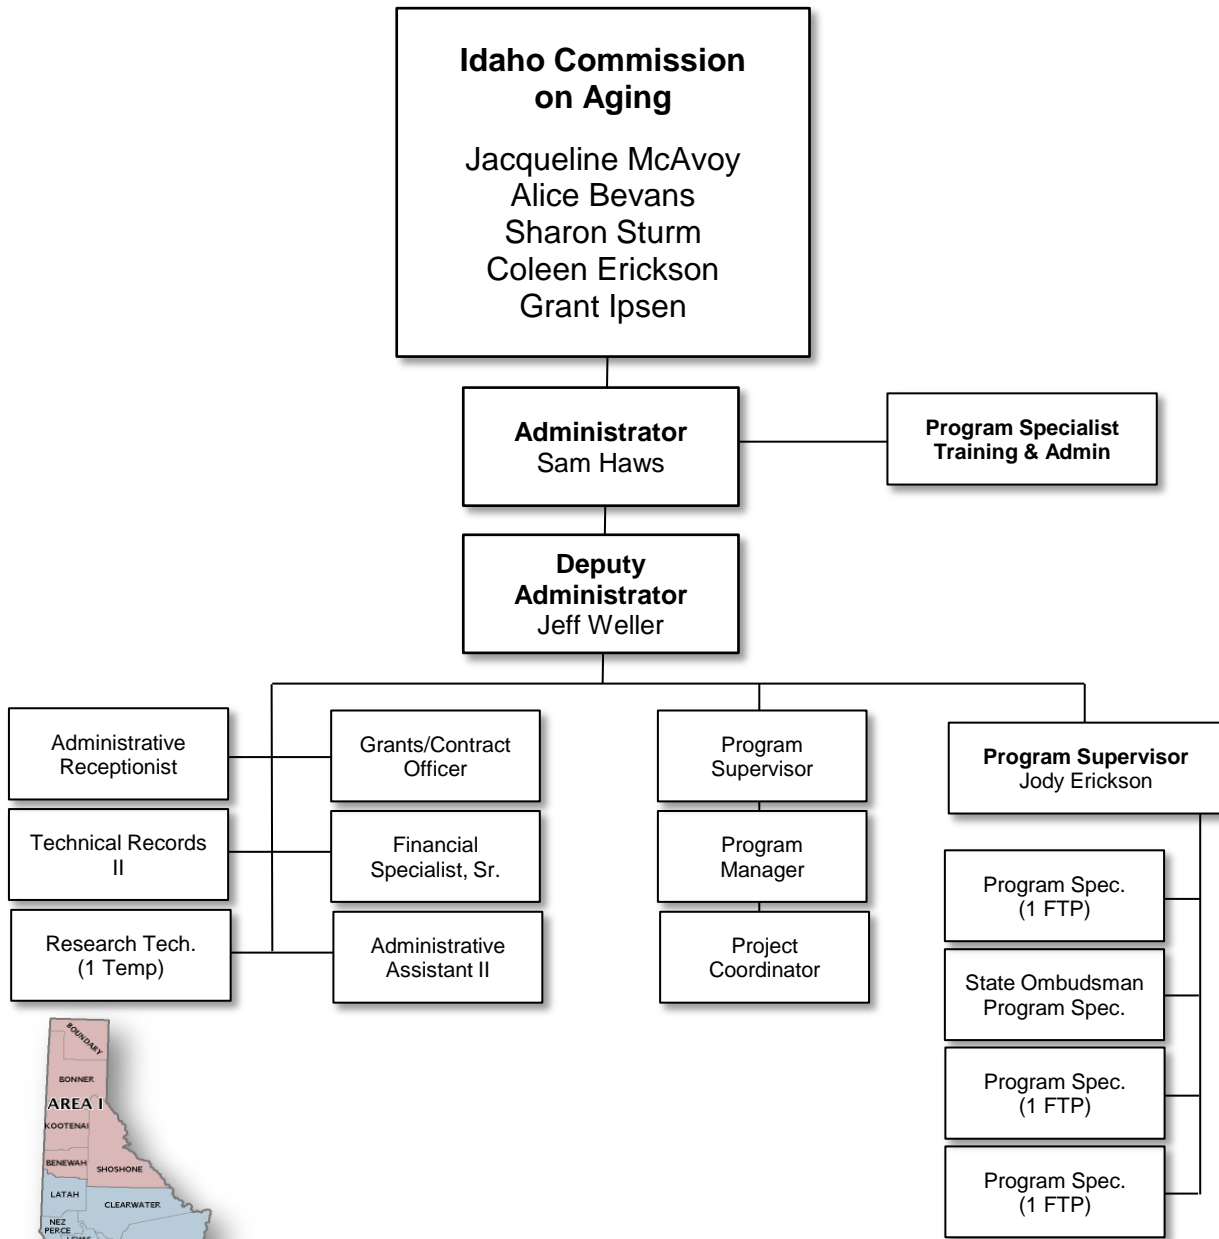 Idaho Commission
on Aging
Jacqueline McAvoy
Alice Bevans
Sharon Sturm
Coleen Erickson
Grant Ipsen
Administrator
Sam Haws
Program Specialist
Training & Admin
Deputy
Administrator
Jeff Weller
Administrative
Receptionist
Grants/Contract
Officer
Program
Supervisor
Program Supervisor
Jody Erickson
Technical Records
II
Financial
Specialist, Sr.
Program
Manager
Program Spec.
(1 FTP)
Research Tech.
(1 Temp)
Administrative
Assistant II
Project
Coordinator
State Ombudsman
Program Spec.
Program Spec.
(1 FTP)
Program Spec.
(1 FTP)
BOUNDARY
BONNER
AREA I
KOOTENAI
BENEWAH
SHOSHONE
LATAH
CLEARWATER
NEZ
PERCE
LEWIS